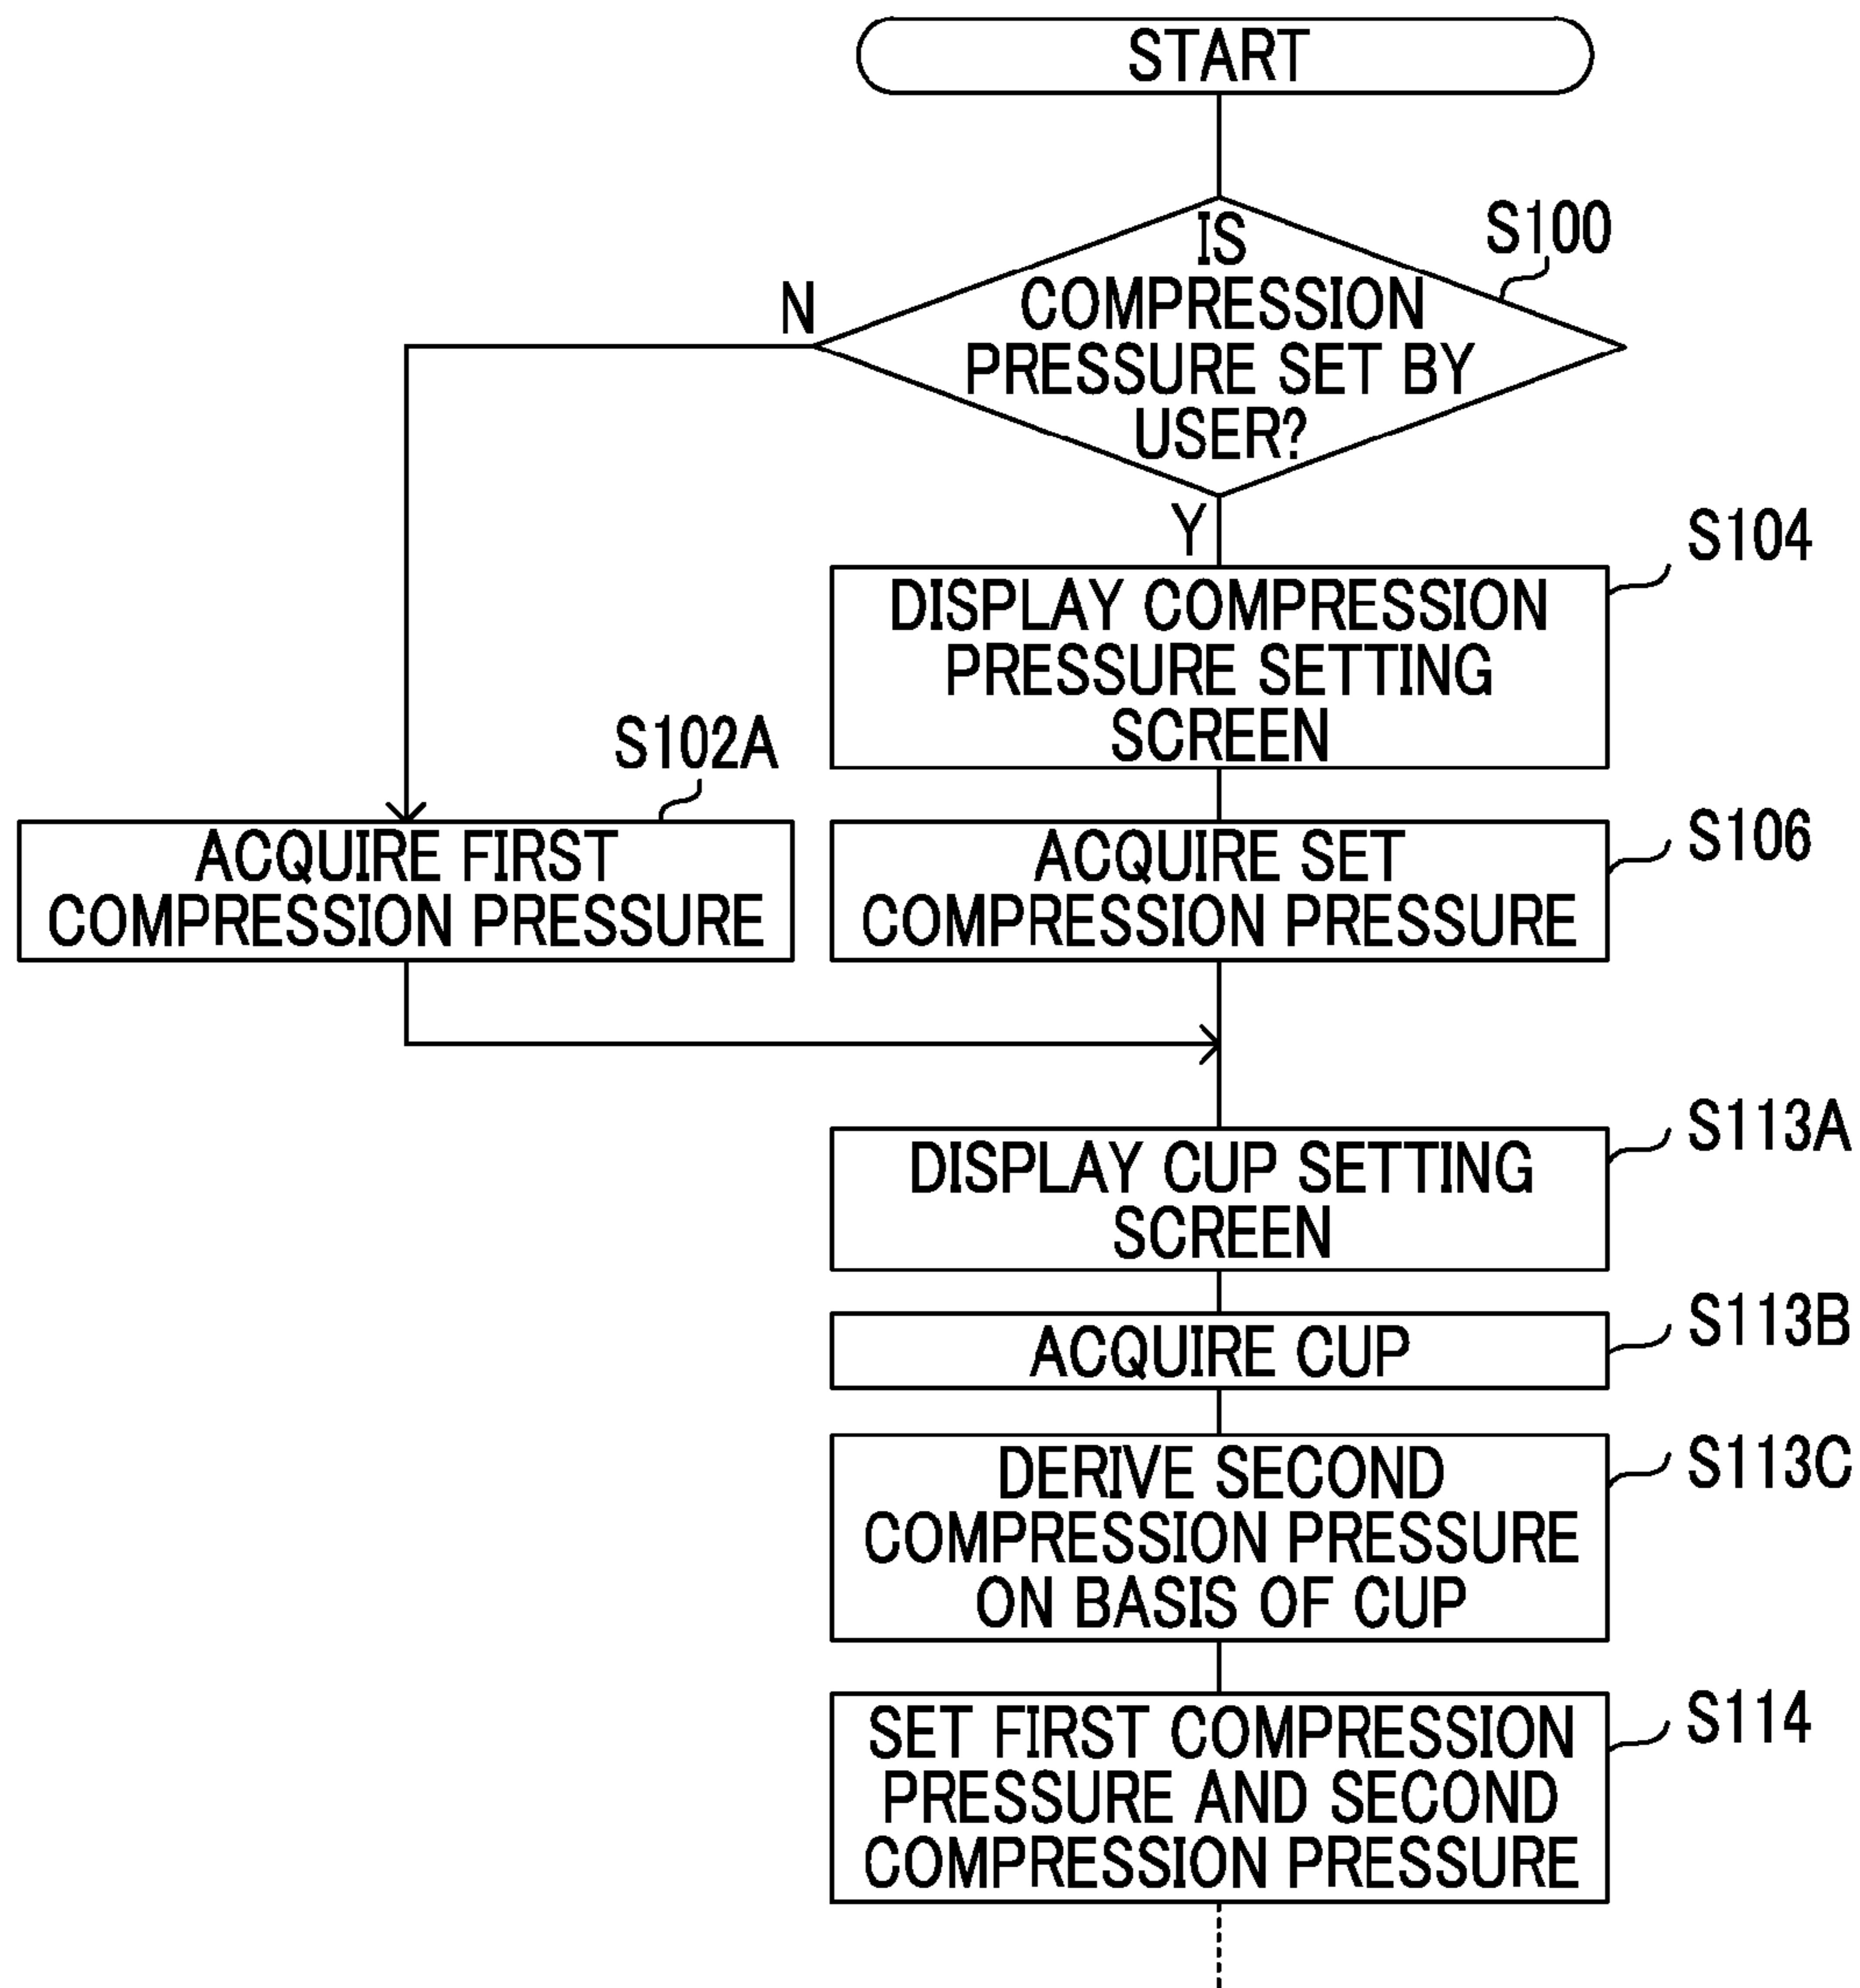 START
IS
COMPRESSION
PRESSURE SET BY
USER?
S100
N
Y
DISPLAY COMPRESSION
PRESSURE SETTING
SCREEN
S104
S102A
ACQUIRE FIRST
COMPRESSION PRESSURE
ACQUIRE SET
COMPRESSION PRESSURE
S106
DISPLAY CUP SETTING
SCREEN
S113A
ACQUIRE CUP
S113B
DERIVE SECOND
COMPRESSION PRESSURE
ON BASIS OF CUP
S113C
SET FIRST COMPRESSION
PRESSURE AND SECOND
COMPRESSION PRESSURE
S114